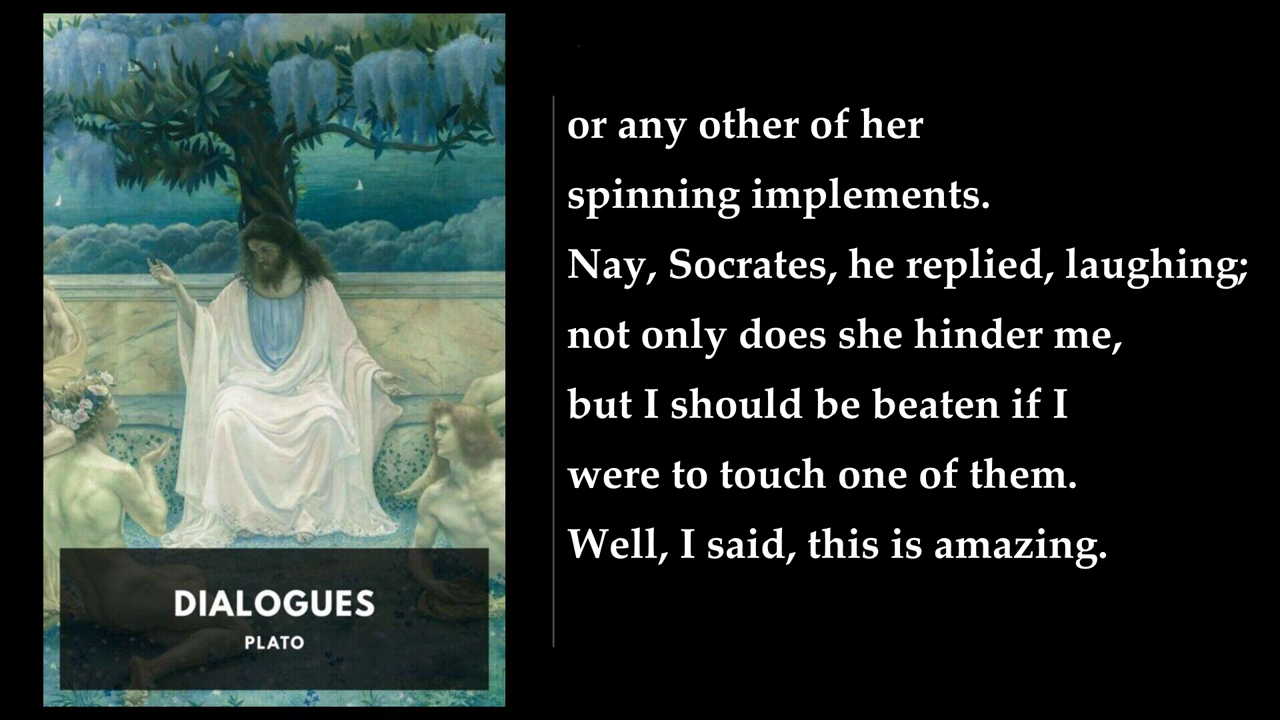 DIALOGUES
PLATO
or any other of her
spinning implements.
Nay, Socrates, he replied, laughing;
not only does she hinder me,
but I should be beaten if I
were to touch one of them.
Well, I said, this is amazing.